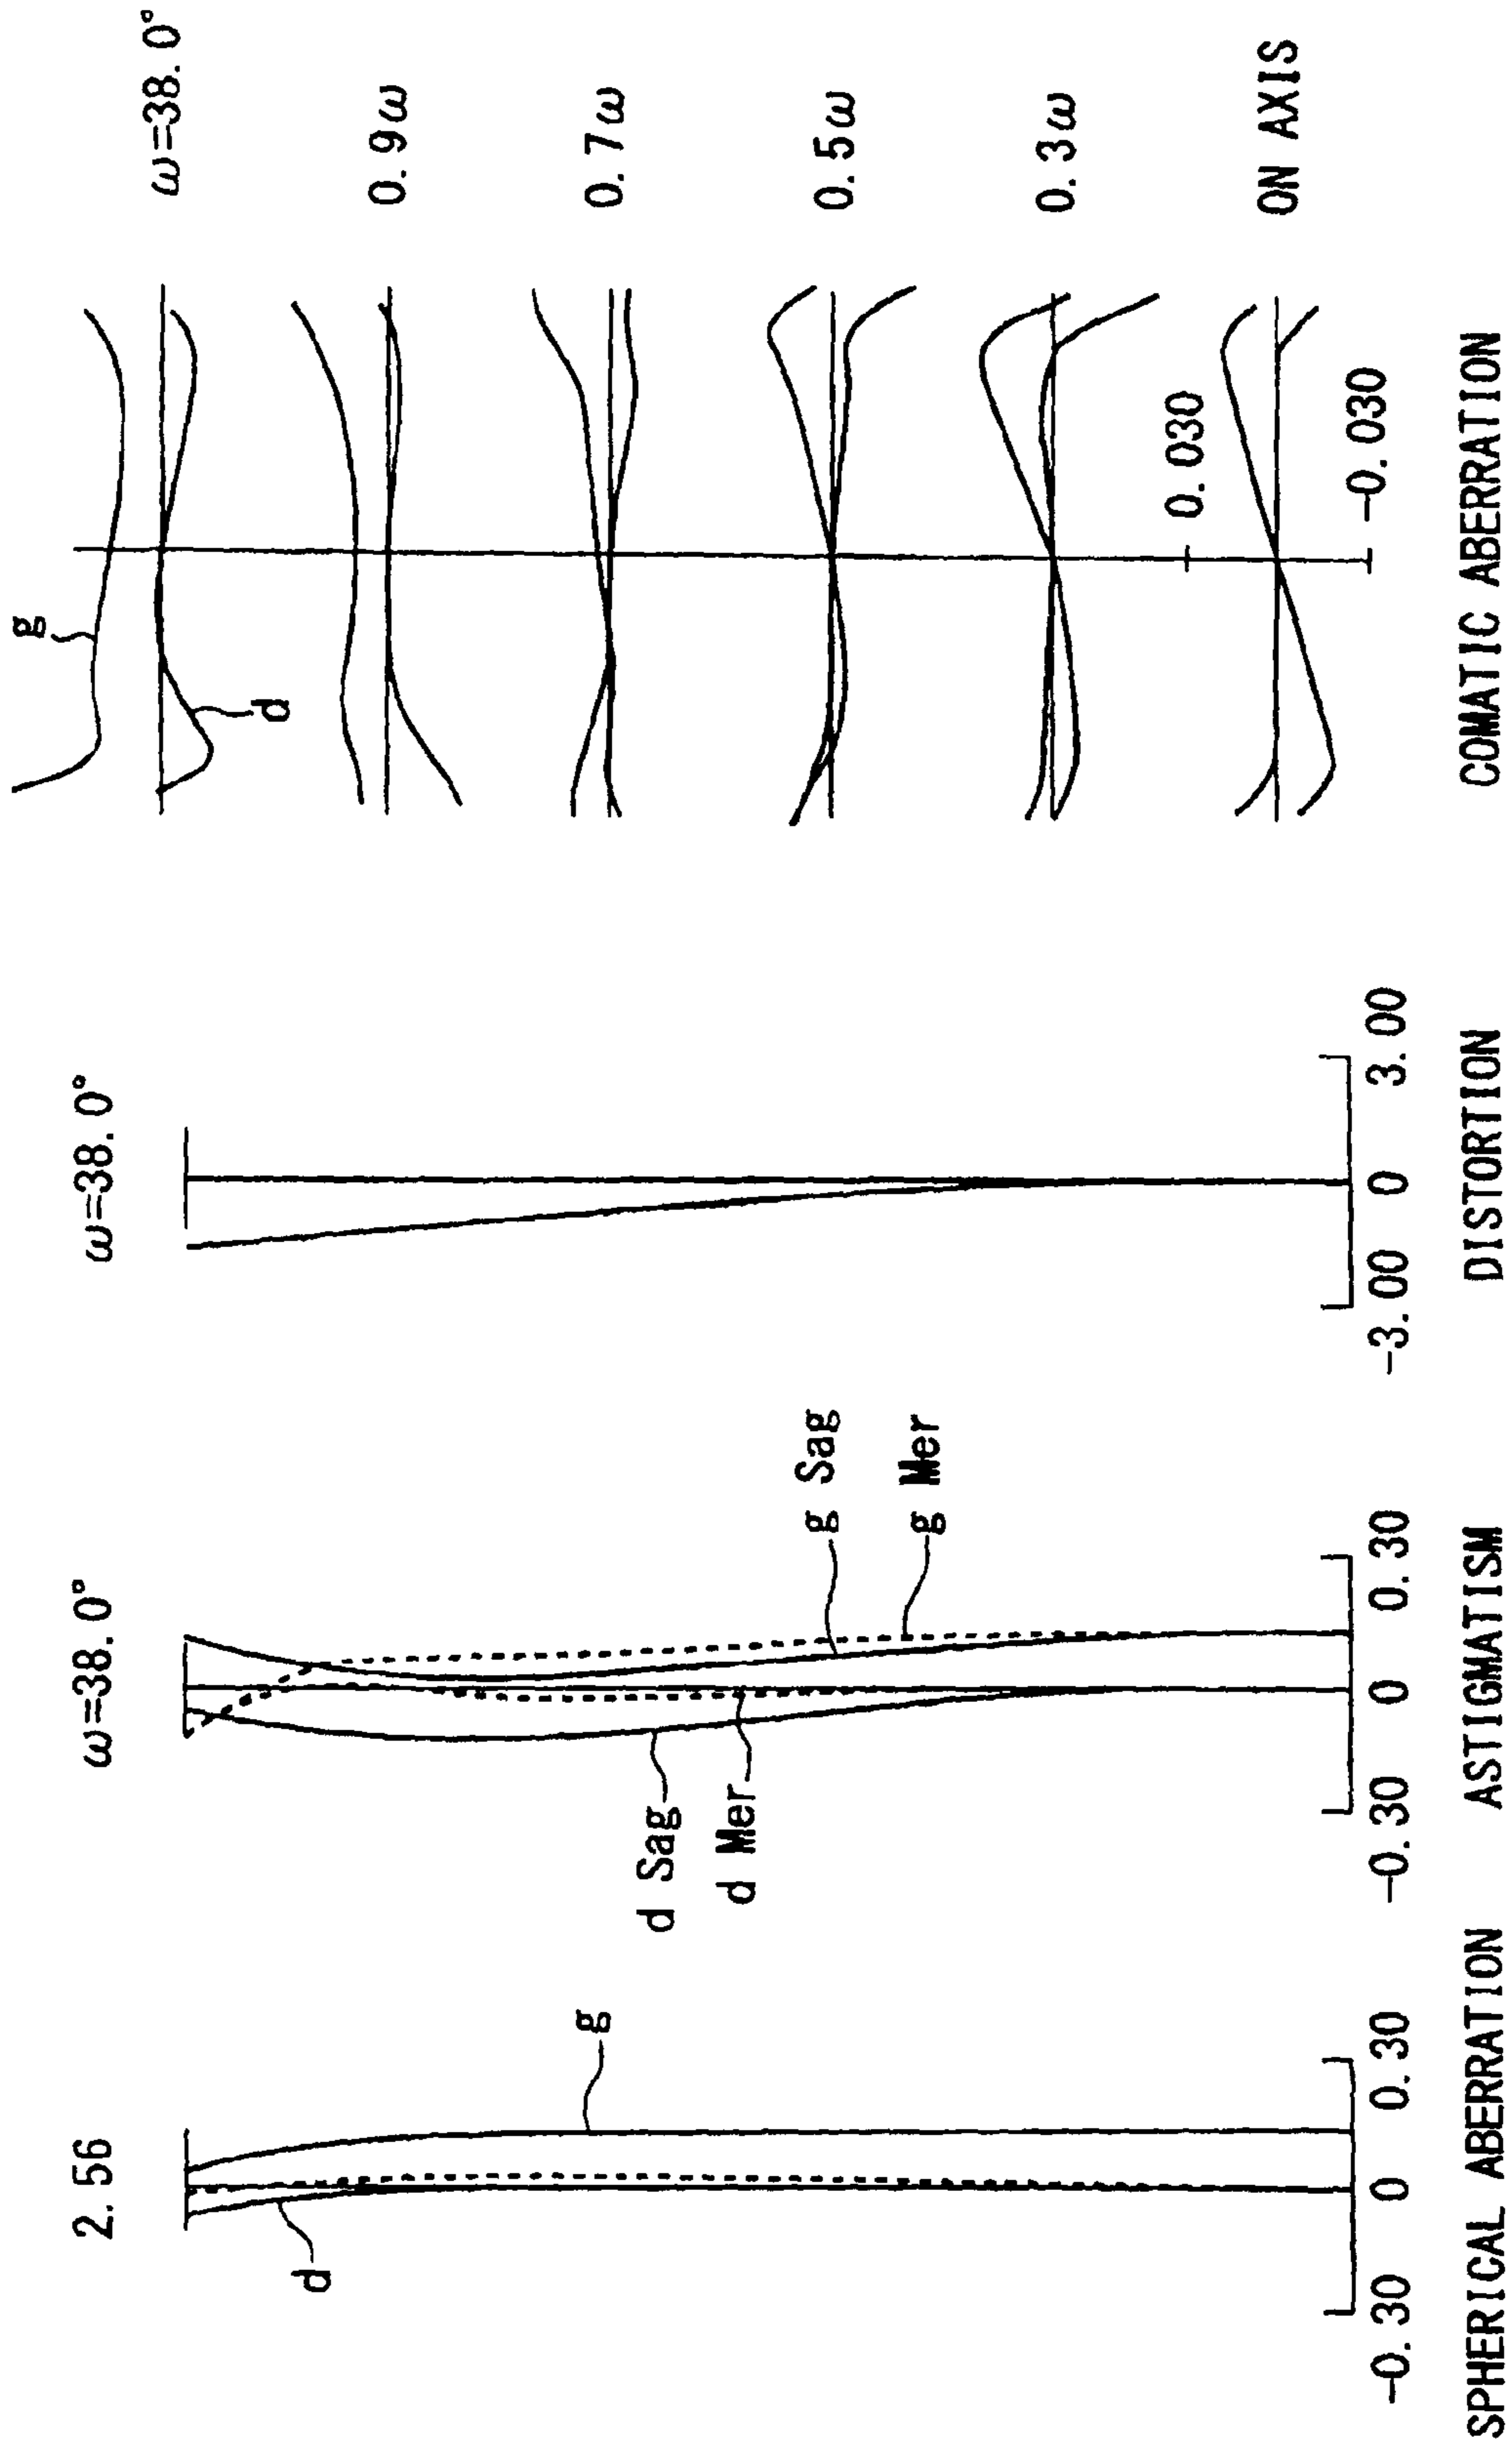 2.56
d
g
-0.30
0
0.30
SPHERICAL ABERRATION
ω=38.0°
d Sag
d Mer
g Sag
g Mer
-0.30
0
0.30
ASTIGMATISM
ω=38.0°
-3.00
0
3.00
DISTORTION
g
d
ω=38.0°
0.9ω
0.7ω
0.5ω
0.3ω
0.030
ON AXIS
-0.030
COMATIC ABERRATION